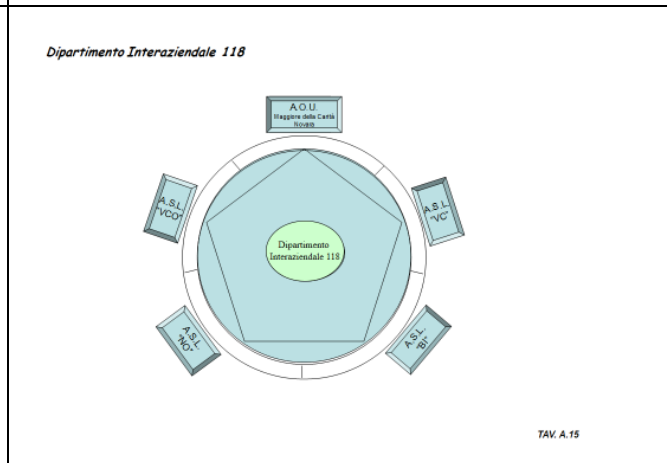 Dipartimento Interaziendale 118
A.O.U.
Maggiore della Carità
Novara
A.S.L.
"VCO"
A.S.L.
"VC"
Dipartimento
Interaziendale 118
A.S.L.
"NO"
A.S.L.
"BI"
TAV. A.15